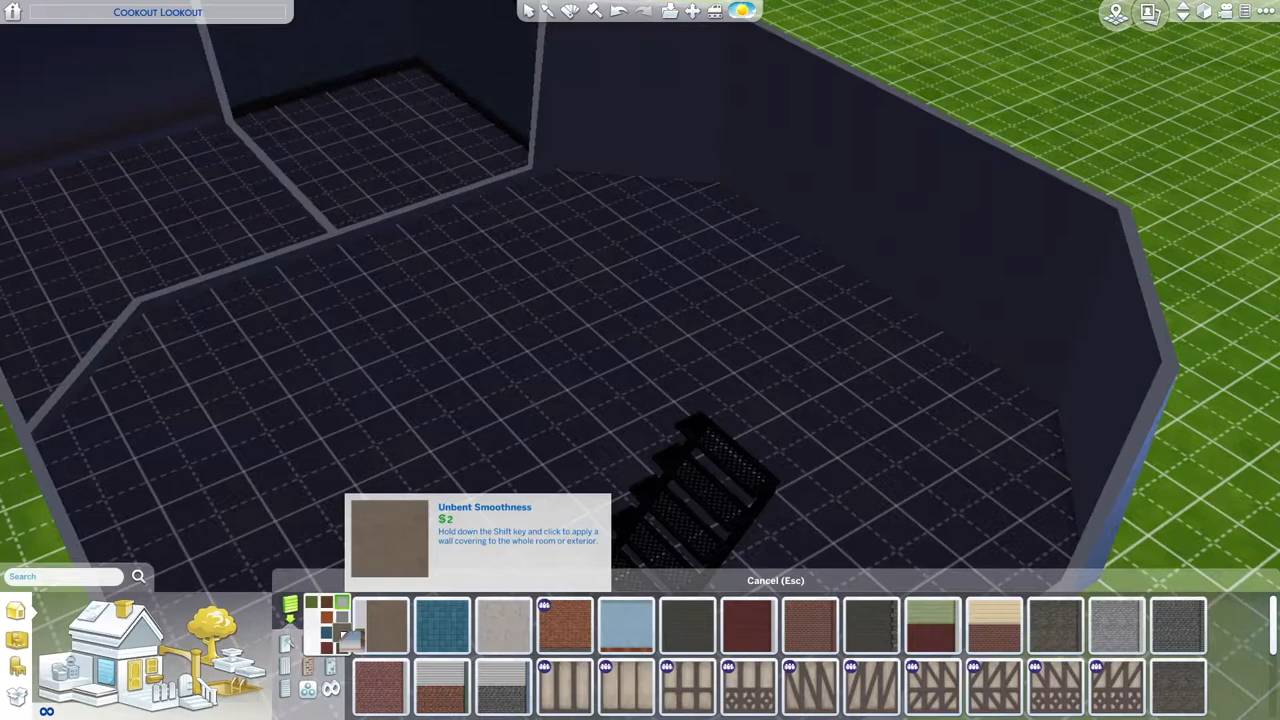 Cookout Lookout
Unbent Smoothness
§2
Hold down the Shift key and click to apply a
wall covering to the whole room or exterior.
Search
Cancel (Esc)